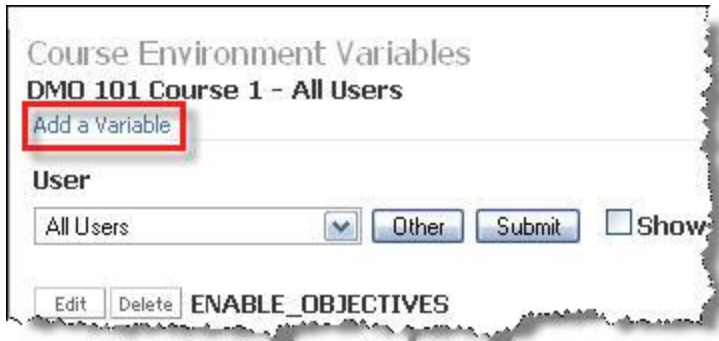 Course Environment Variables
DMO 101 Course 1 - All Users
Add a Variable
User
All Users Other Submit Show
Edit Delete ENABLE_OBJECTIVES